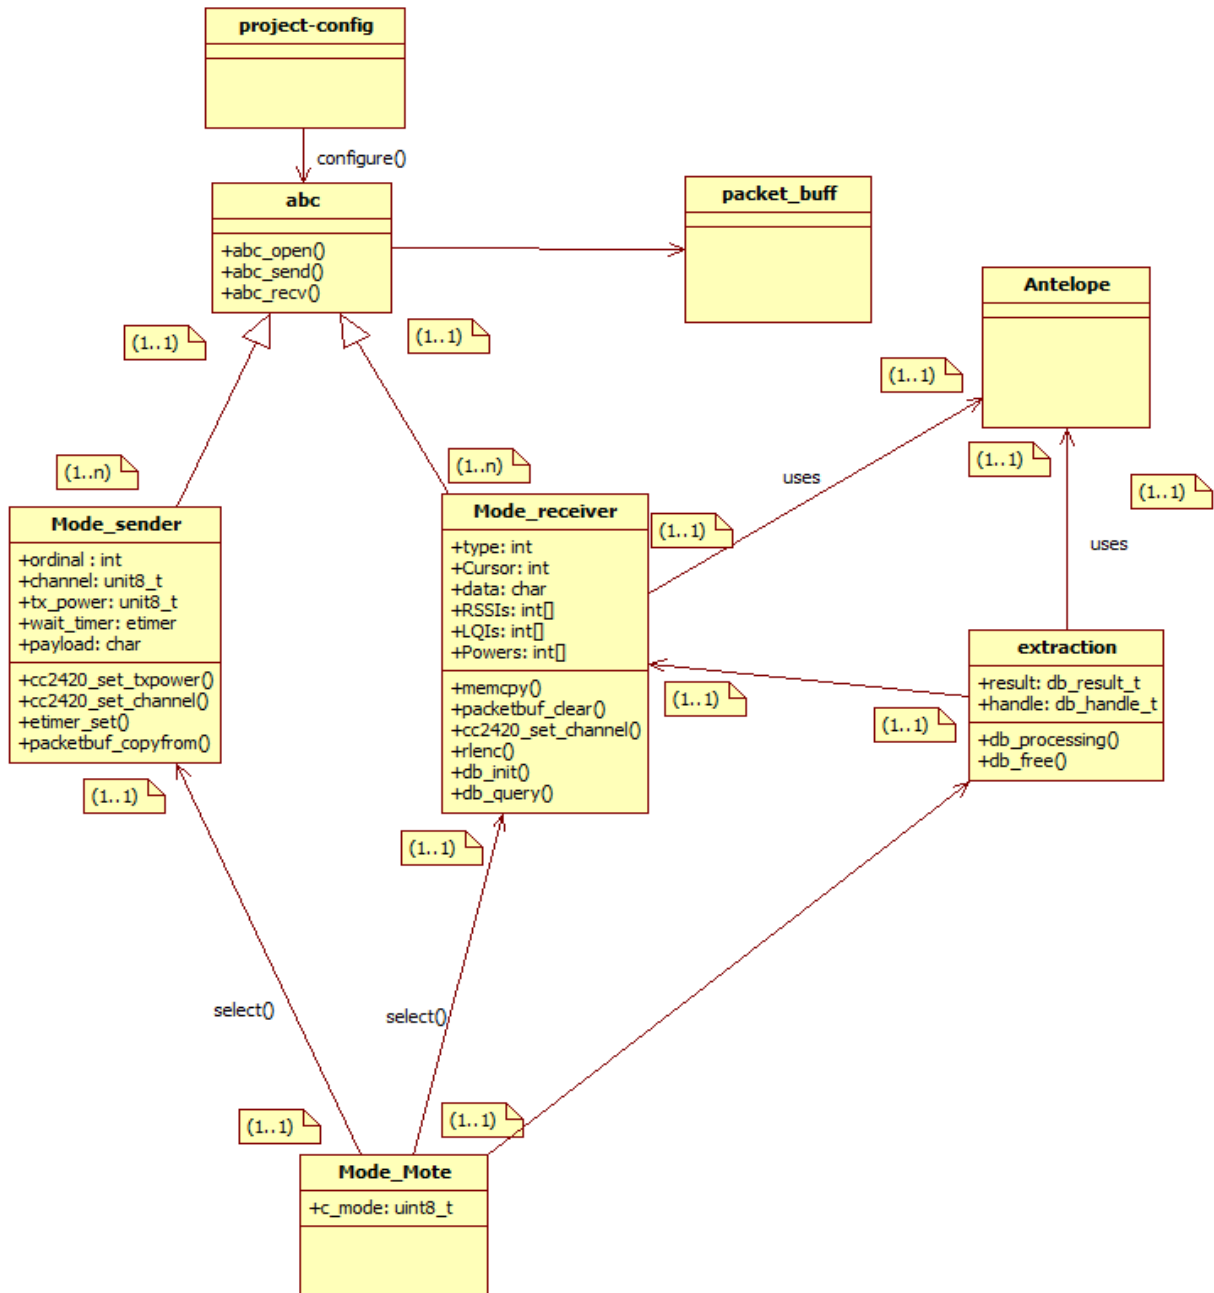 project-config
configure()
abc
+abc_open()
+abc_send()
+abc_recv()
packet_buff
Antelope
(1..1)
(1..1)
(1..1)
(1..n)
(1..n)
(1..1)
(1..1)
(1..1)
uses
uses
Mode_sender
+ordinal : int
+channel: unit8_t
+tx_power: unit8_t
+wait_timer: etimer
+payload: char
+cc2420_set_txpower()
+cc2420_set_channel()
+etimer_set()
+packetbuf_copyfrom()
Mode_receiver
+type: int
+Cursor: int
+data: char
+RSSIs: int[]
+LQIs: int[]
+Powers: int[]
+memcpy()
+packetbuf_clear()
+cc2420_set_channel()
+rlenc()
+db_init()
+db_query()
extraction
+result: db_result_t
+handle: db_handle_t
+db_processing()
+db_free()
(1..1)
(1..1)
(1..1)
(1..1)
select()
select()
(1..1)
(1..1)
Mode_Mote
+c_mode: uint8_t